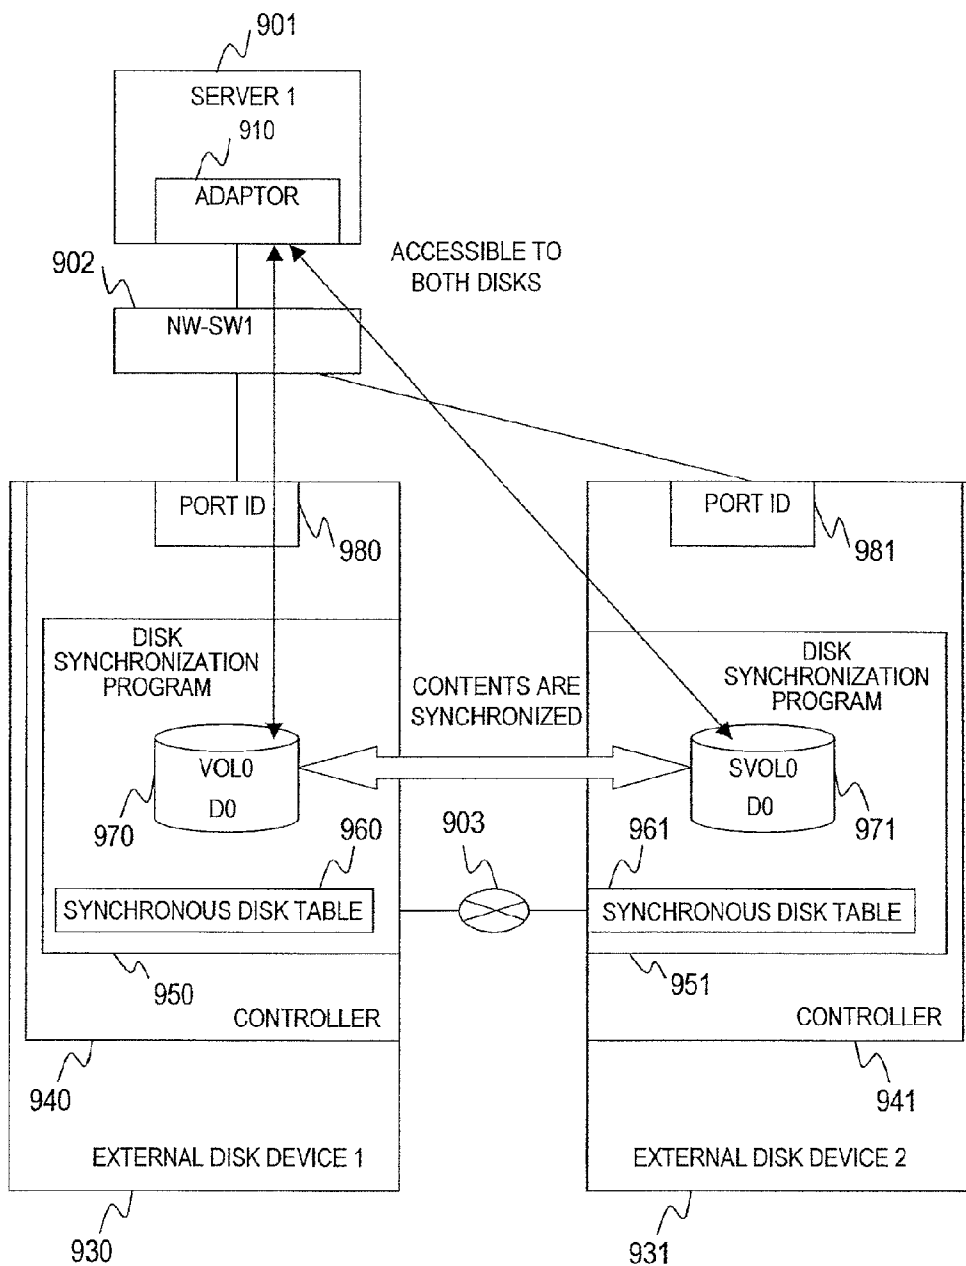 901
SERVER 1
910
ADAPTOR
ACCESSIBLE TO
BOTH DISKS
902
NW-SW1
PORT ID
980
PORT ID
981
DISK
SYNCHRONIZATION
PROGRAM
DISK
SYNCHRONIZATION
PROGRAM
CONTENTS ARE
SYNCHRONIZED
VOL0
D0
970
SVOL0
D0
971
960
903
961
SYNCHRONOUS DISK TABLE
SYNCHRONOUS DISK TABLE
950
951
CONTROLLER
CONTROLLER
940
941
EXTERNAL DISK DEVICE 1
EXTERNAL DISK DEVICE 2
930
931